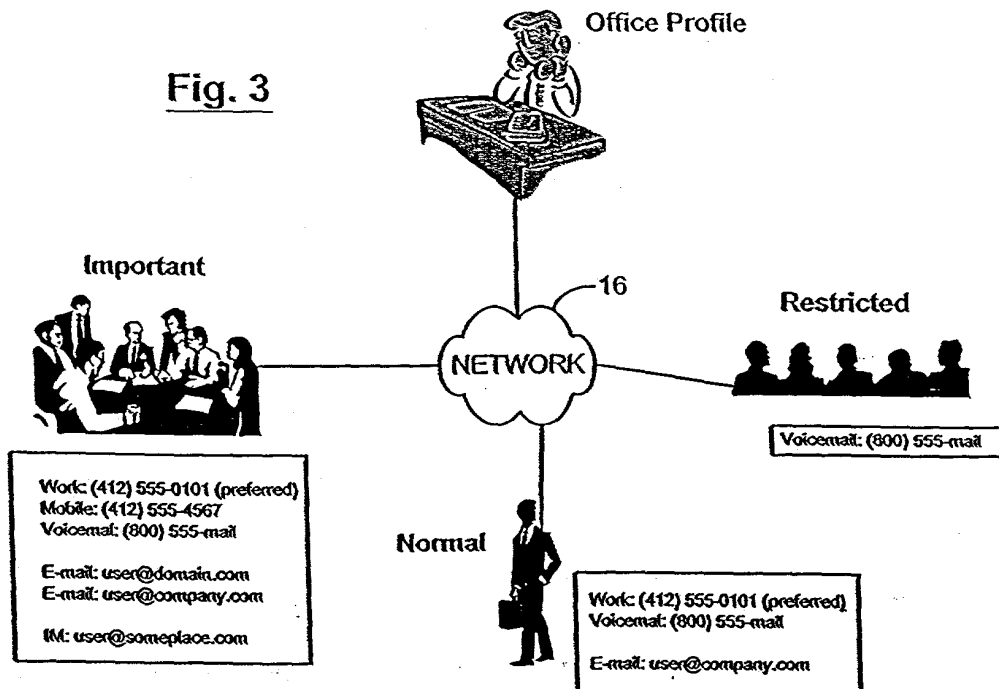 Office Profile
Fig. 3
Important
16
Restricted
NETWORK
Voicemail: (800) 555-mail
Work: (412) 555-0101 (preferred)
Mobile: (412) 555-4567
Voicemal: (800) 555-mail
E-mail: user@domain.com
E-mail: user@company.com
IM: user@someplace.com
Normal
Work: (412) 555-0101 (preferred)
Voicemal: (800) 555-mail
E-mail: user@company.com